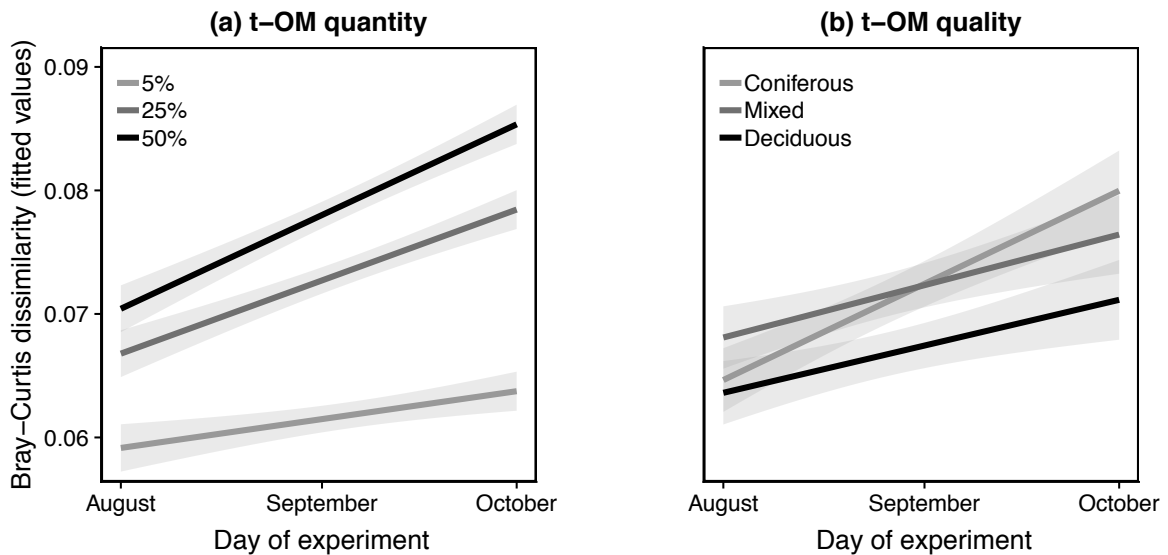 (a) t−OM quantity
(b) t−OM quality
Bray−Curtis dissimilarity (fitted values)
0.09
0.08
0.07
0.06
5%
25%
50%
Coniferous
Mixed
Deciduous
August
September
October
August
September
October
Day of experiment
Day of experiment